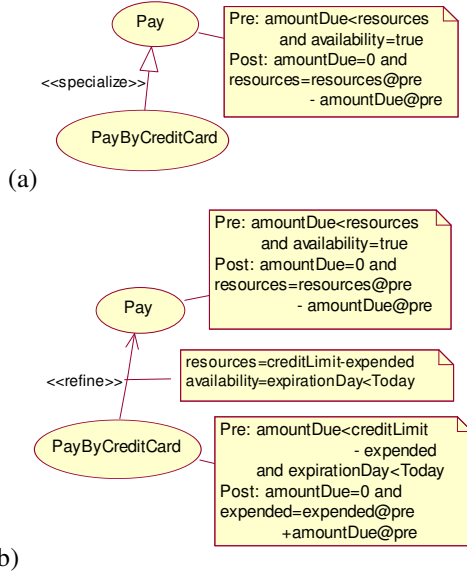 Pay
Pre: amountDue<resources
and availability=true
Post: amountDue=0 and
resources=resources@pre
- amountDue@pre
<<specialize>>
PayByCreditCard
(a)
Pre: amountDue<resources
and availability=true
Post: amountDue=0 and
resources=resources@pre
- amountDue@pre
Pay
resources=creditLimit-expended
availability=expirationDay<Today
<<refine>>
PayByCreditCard
Pre: amountDue<creditLimit
- expended
and expirationDay<Today
Post: amountDue=0 and
expended=expended@pre
+amountDue@pre
b)